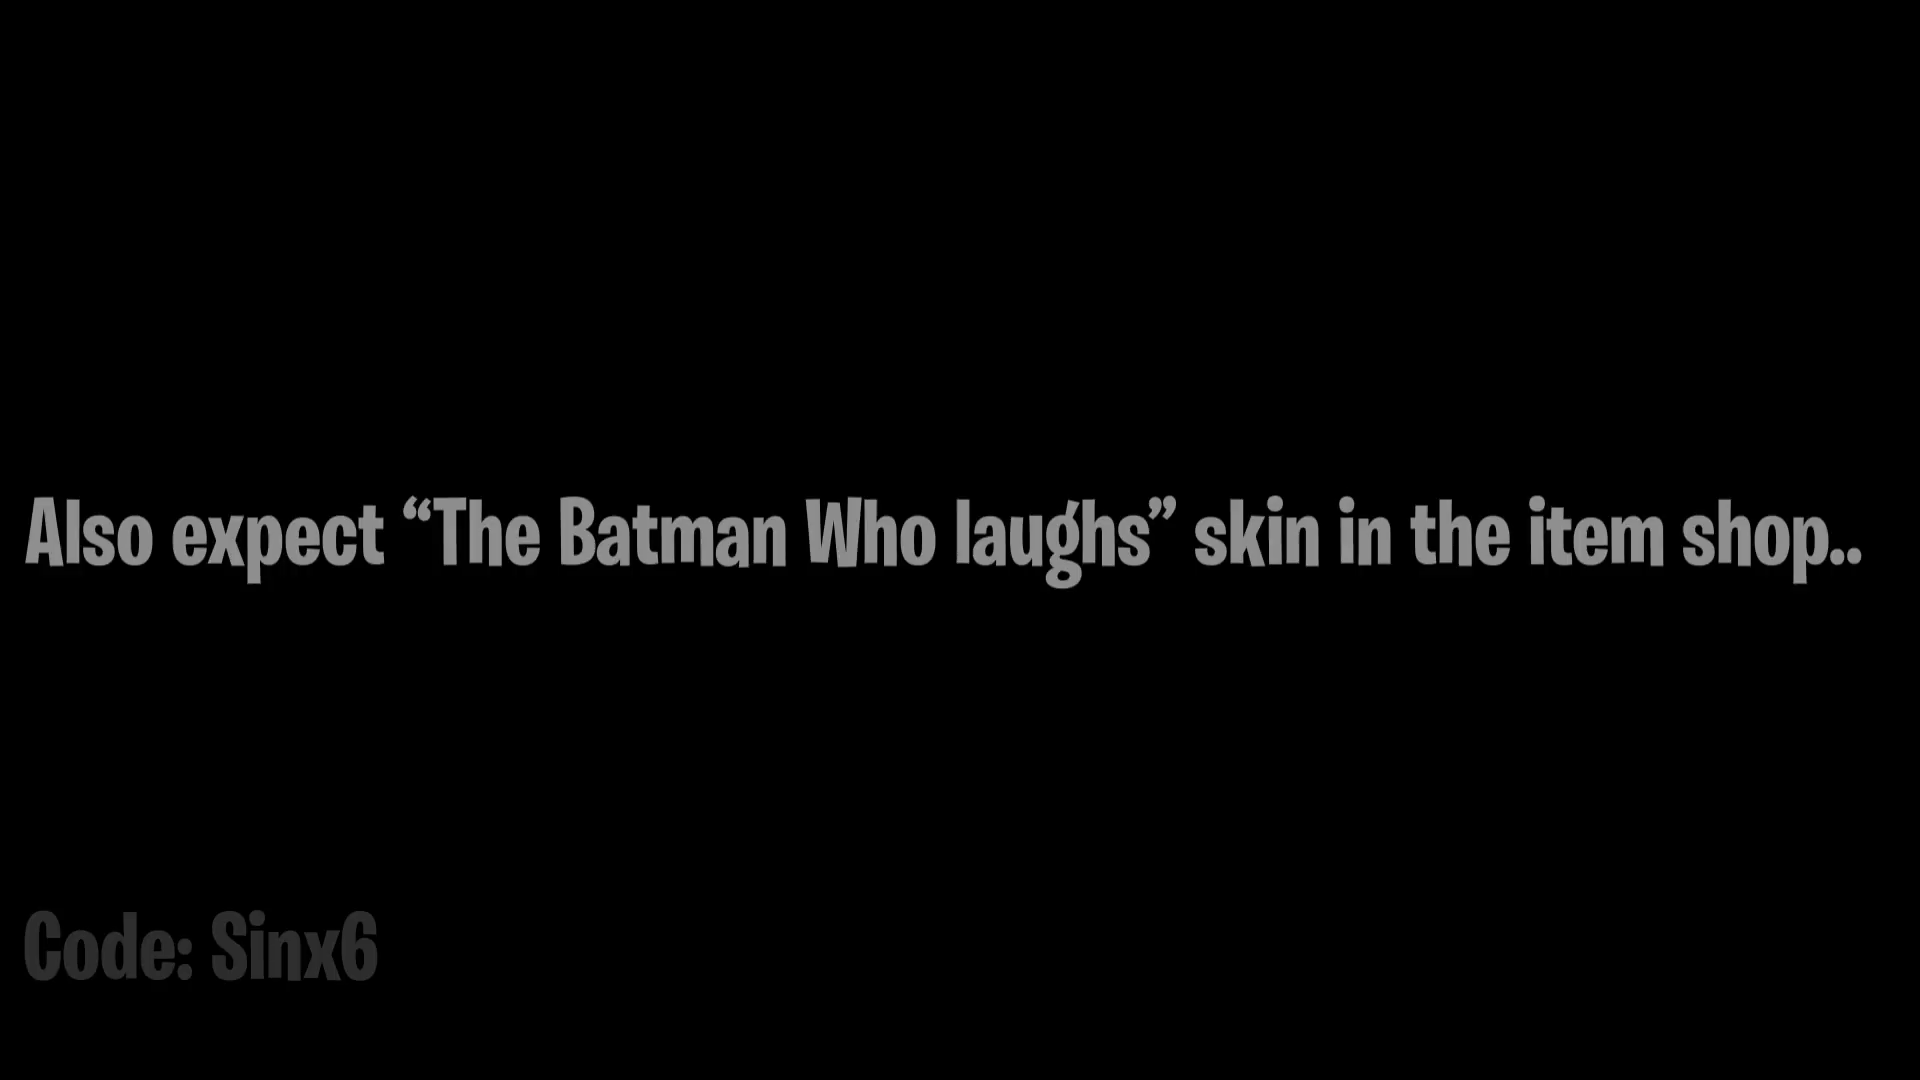 Also expect “The Batman Who laughs” skin in the item shop..
Code: Sinx6